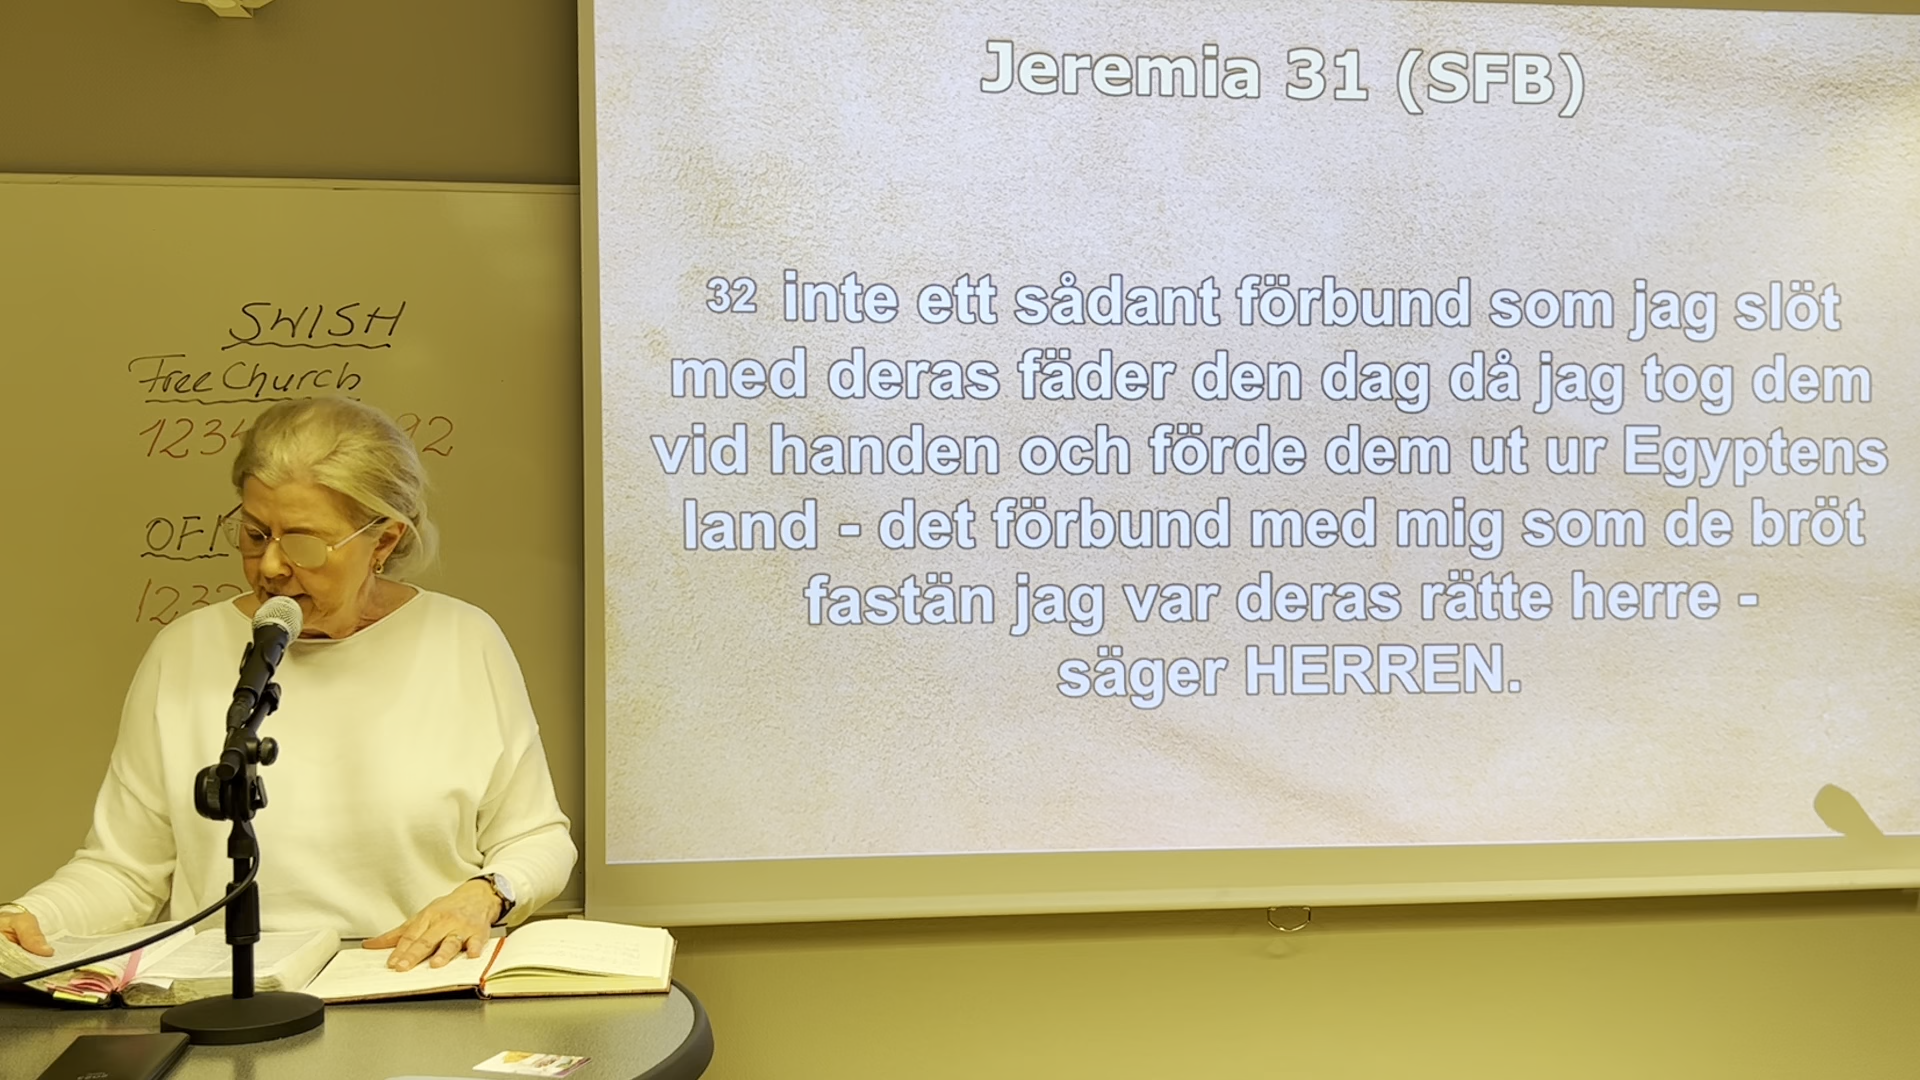 Jeremia 31 (SFB)
32 inte ett sådant förbund som jag slöt
med deras fäder den dag då jag tog dem
vid handen och förde dem ut ur Egyptens
land - det förbund med mig som de bröt
fastän jag var deras rätte herre -
säger HERREN.
SWISH
Free Church